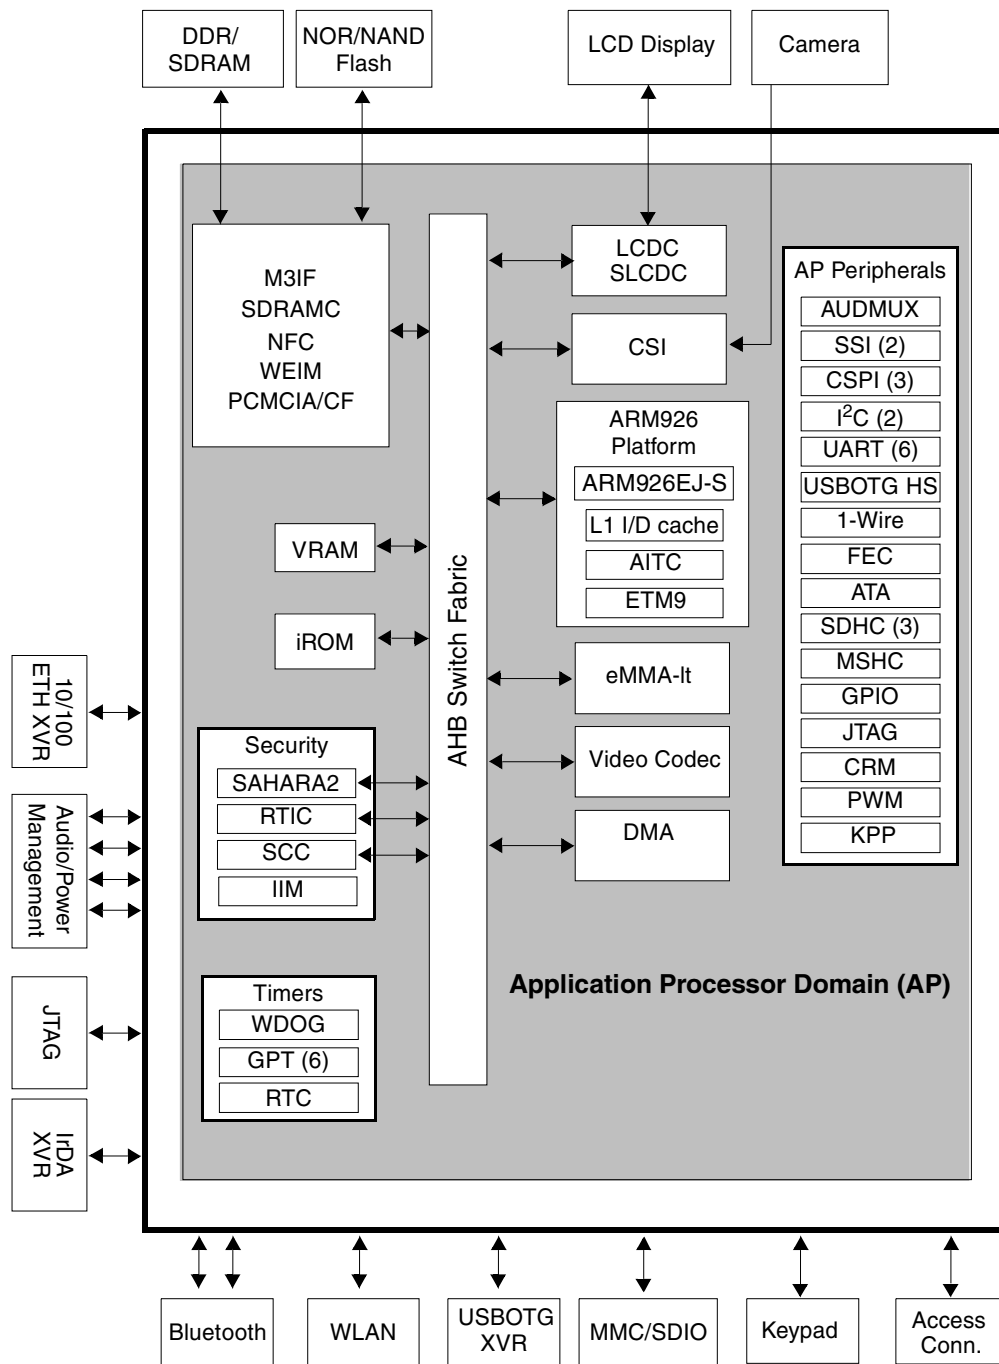 DDR/
SDRAM
NOR/NAND
Flash
LCD Display
Camera
M3IF
SDRAMC
NFC
WEIM
PCMCIA/CF
LCDC
SLCDC
CSI
ARM926
Platform
ARM926EJ-S
L1 I/D cache
AITC
ETM9
AP Peripherals
AUDMUX
SSI (2)
CSPI (3)
I²C (2)
UART (6)
USBOTG HS
1-Wire
FEC
ATA
SDHC (3)
MSHC
GPIO
JTAG
CRM
PWM
KPP
VRAM
iROM
AHB Switch Fabric
eMMA-lt
Video Codec
DMA
Security
SAHARA2
RTIC
SCC
IIM
Timers
WDOG
GPT (6)
RTC
Application Processor Domain (AP)
10/100
ETH XVR
Audio/Power
Management
JTAG
IrDA
XVR
Bluetooth
WLAN
USBOTG
XVR
MMC/SDIO
Keypad
Access
Conn.